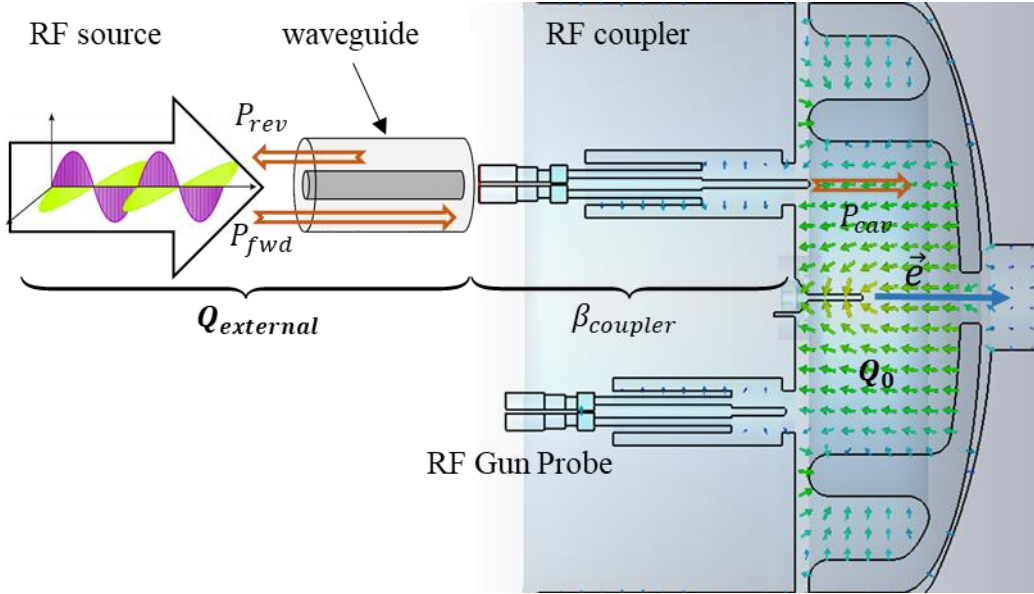 RF source
waveguide
RF coupler
P_rev
P_fwd
P_cav
e⃗
Q_external
β_coupler
Q_0
RF Gun Probe